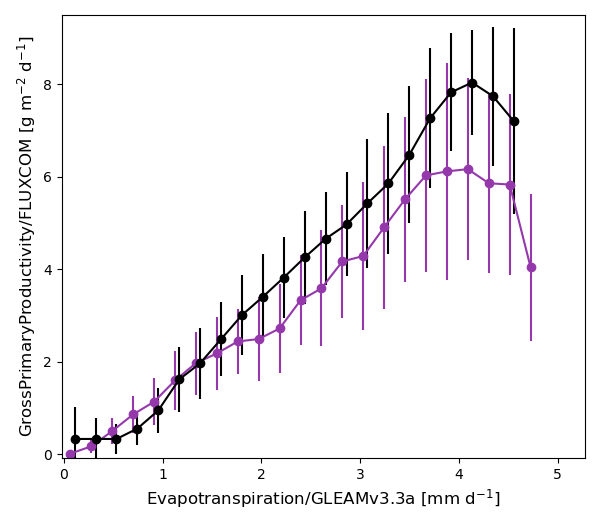 GrossPrimaryProductivity/FLUXCOM [g m⁻² d⁻¹]
8
6
4
2
0
0 1 2 3 4 5
Evapotranspiration/GLEAMv3.3a [mm d⁻¹]